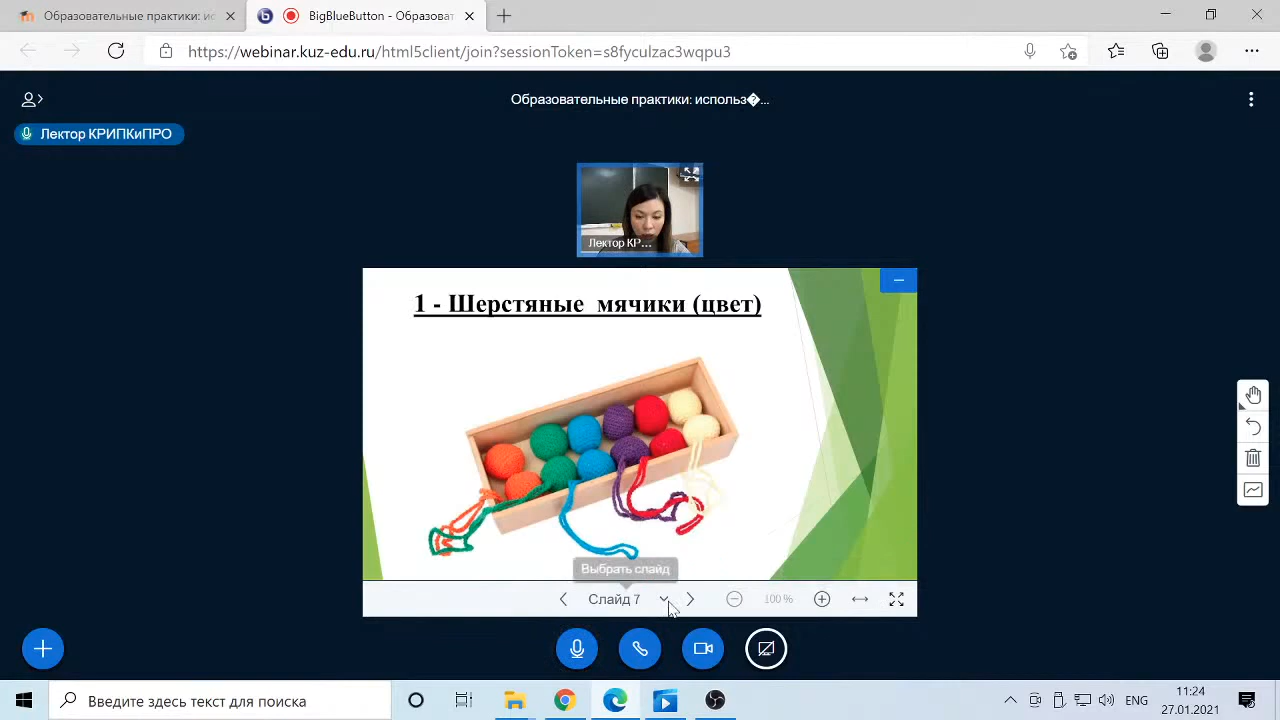 Образовательные практики: ис
BigBlueButton - Образоват
https://webinar.kuz-edu.ru/html5client/join?sessionToken=s8fyculzac3wqpu3
Образовательные практики: использ�...
Лектор КРИПКиПРО
Лектор КР...
1 - Шерстяные мячики (цвет)
Выбрать слайд
Слайд 7
100 %
Введите здесь текст для поиска
ENG
11:24
27.01.2021